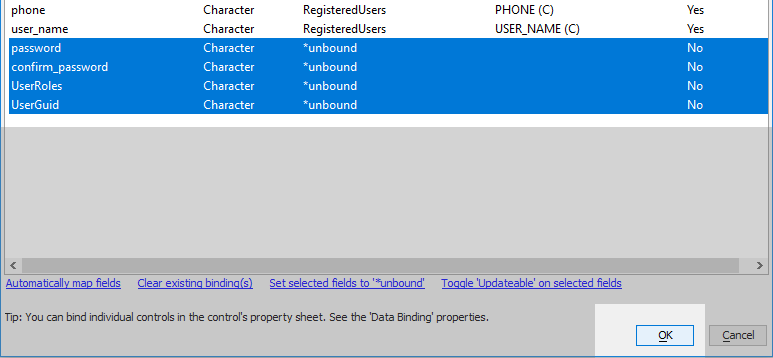 phone Character RegisteredUsers PHONE (C) Yes
user_name Character RegisteredUsers USER_NAME (C) Yes
password Character *unbound No
confirm_password Character *unbound No
UserRoles Character *unbound No
UserGuid Character *unbound No
Automatically map fields Clear existing binding(s) Set selected fields to '*unbound' Toggle 'Updateable' on selected fields
Tip: You can bind individual controls in the control's property sheet. See the 'Data Binding' properties.
OK Cancel